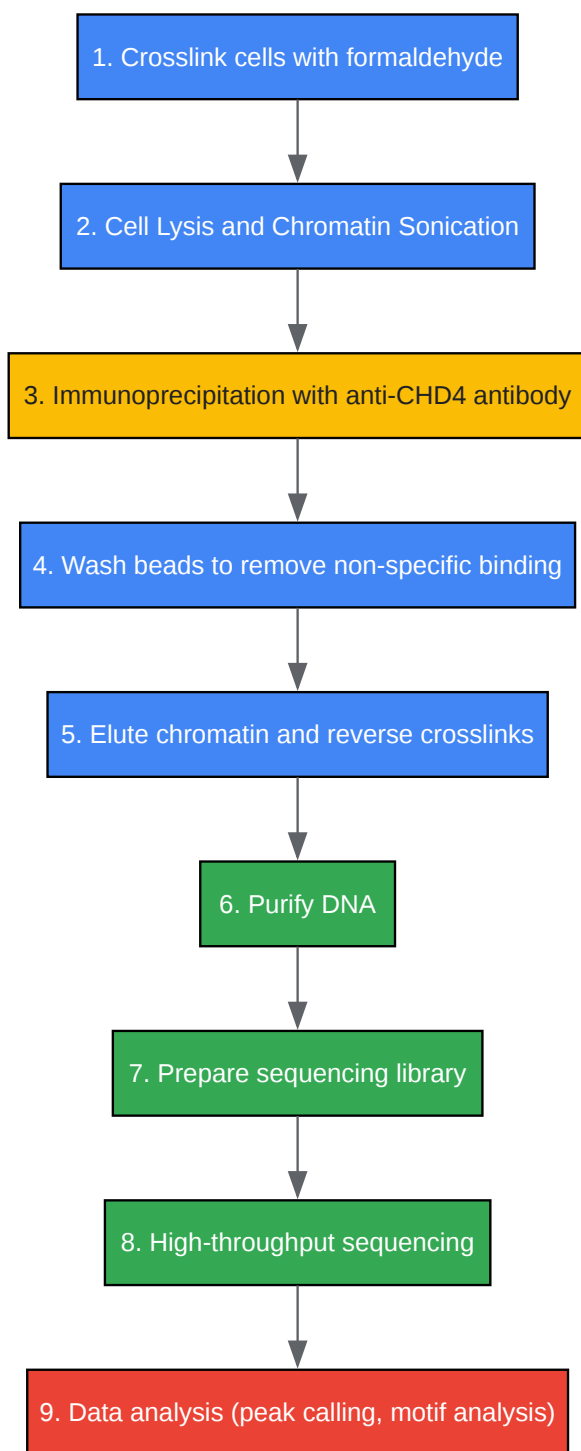 1. Crosslink cells with formaldehyde
2. Cell Lysis and Chromatin Sonication
3. Immunoprecipitation with anti-CHD4 antibody
4. Wash beads to remove non-specific binding
5. Elute chromatin and reverse crosslinks
6. Purify DNA
7. Prepare sequencing library
8. High-throughput sequencing
9. Data analysis (peak calling, motif analysis)